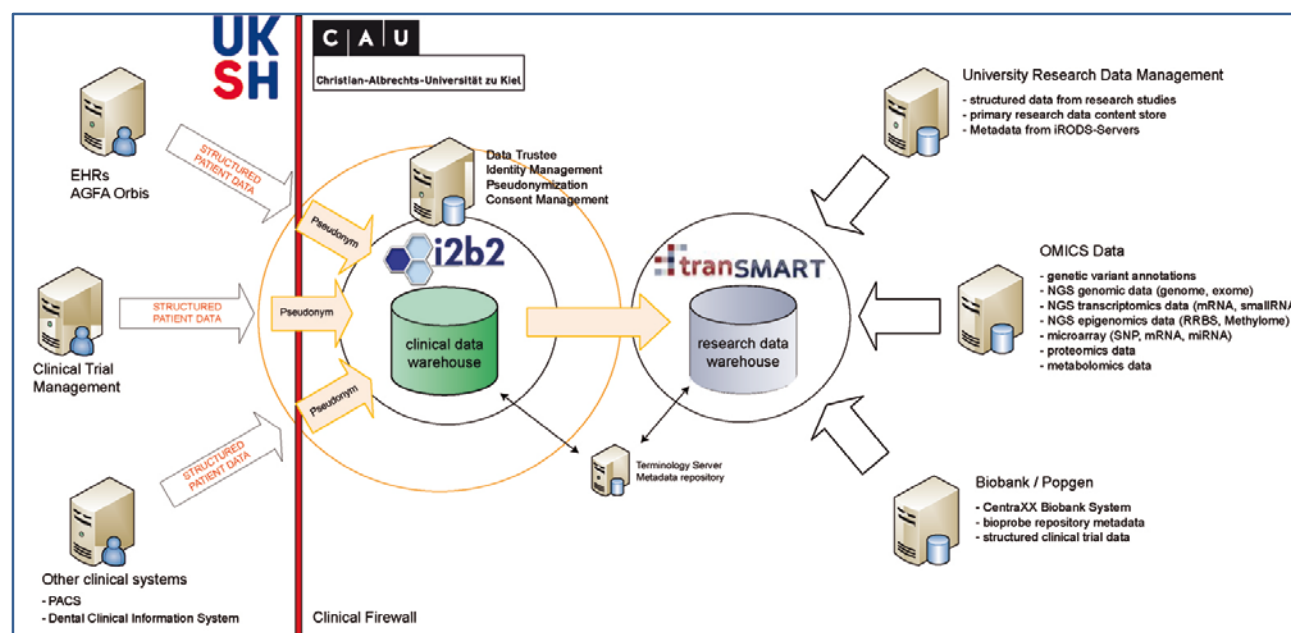 UK
SH
C A U
Christian-Albrechts-Universität zu Kiel
EHRs
AGFA Orbis
STRUCTURED
PATIENT DATA
Pseudonym
Data Trustee
Identity Management
Pseudonymization
Consent Management
Clinical Trial
Management
STRUCTURED
PATIENT DATA
Pseudonym
i2b2
clinical data
warehouse
tranSMART
research data
warehouse
Other clinical systems
- PACS
- Dental Clinical Information System
STRUCTURED
PATIENT DATA
Pseudonym
Terminology Server
Metadata repository
Clinical Firewall
University Research Data Management
- structured data from research studies
- primary research data content store
- Metadata from iRODS-Servers
OMICS Data
- genetic variant annotations
- NGS genomic data (genome, exome)
- NGS transcriptomics data (mRNA, smallRNA
- NGS epigenomics data (RRBS, Methylome)
- microarray (SNP, mRNA, miRNA)
- proteomics data
- metabolomics data
Biobank / Popgen
- CentraXX Biobank System
- bioprobe repository metadata
- structured clinical trial data